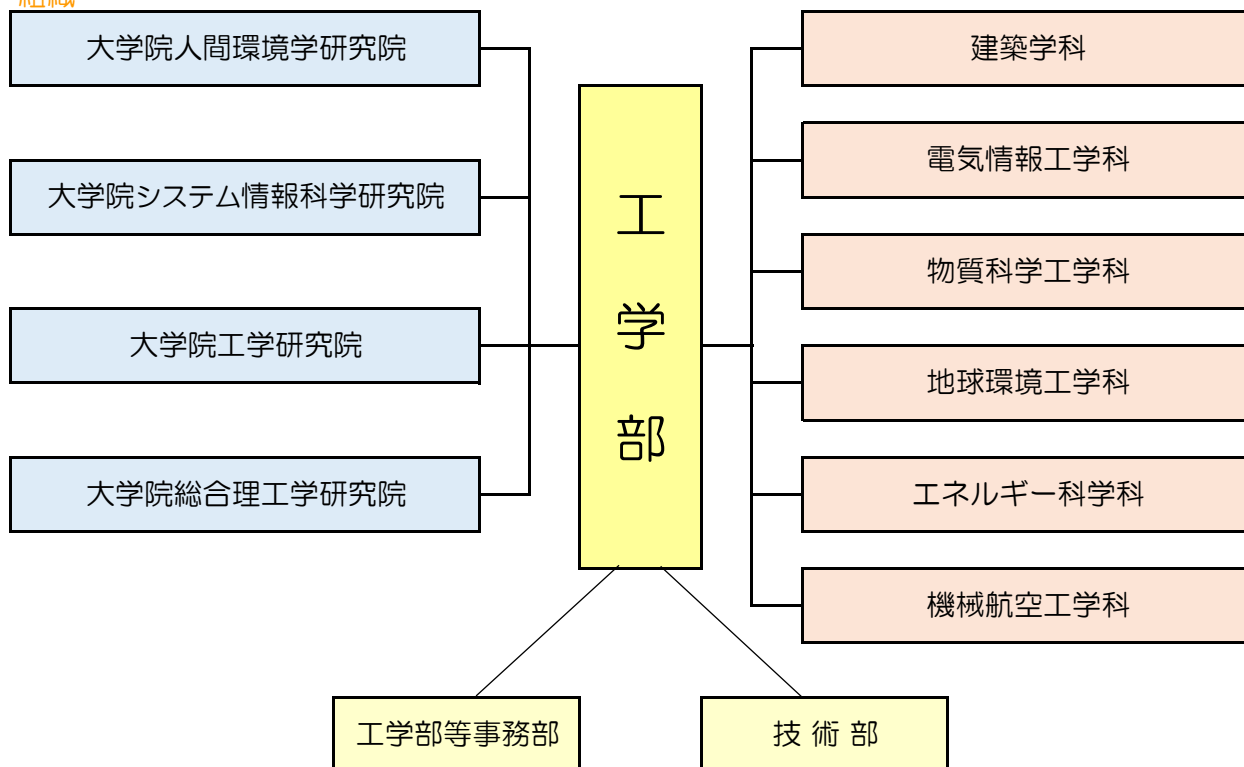 組織
大学院人間環境学研究院
大学院システム情報科学研究院
大学院工学研究院
大学院総合理工学研究院
工学部
建築学科
電気情報工学科
物質科学工学科
地球環境工学科
エネルギー科学科
機械航空工学科
工学部等事務部
技 術 部